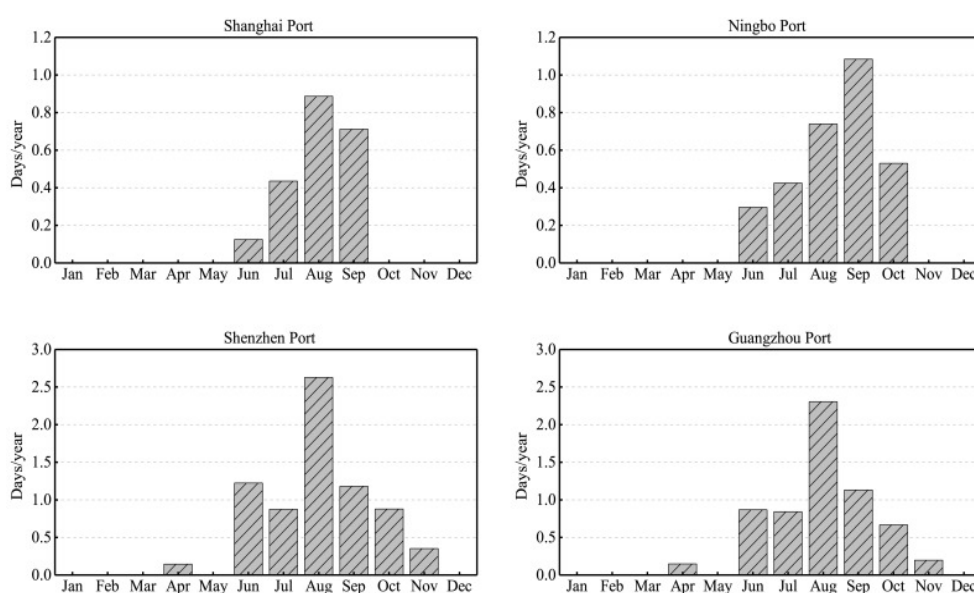 Shanghai Port
Days/year
1.2
1.0
0.8
0.6
0.4
0.2
0.0
Jan Feb Mar Apr May Jun Jul Aug Sep Oct Nov Dec
Ningbo Port
Days/year
1.2
1.0
0.8
0.6
0.4
0.2
0.0
Jan Feb Mar Apr May Jun Jul Aug Sep Oct Nov Dec
Shenzhen Port
Days/year
3.0
2.5
2.0
1.5
1.0
0.5
0.0
Jan Feb Mar Apr May Jun Jul Aug Sep Oct Nov Dec
Guangzhou Port
Days/year
3.0
2.5
2.0
1.5
1.0
0.5
0.0
Jan Feb Mar Apr May Jun Jul Aug Sep Oct Nov Dec